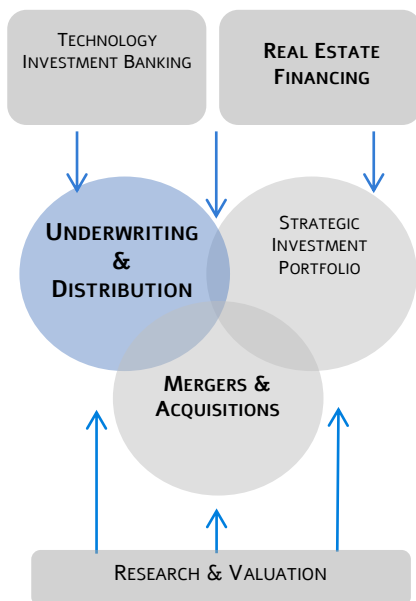 TECHNOLOGY
INVESTMENT BANKING
REAL ESTATE
FINANCING
UNDERWRITING
&
DISTRIBUTION
STRATEGIC
INVESTMENT
PORTFOLIO
MERGERS &
ACQUISITIONS
RESEARCH & VALUATION